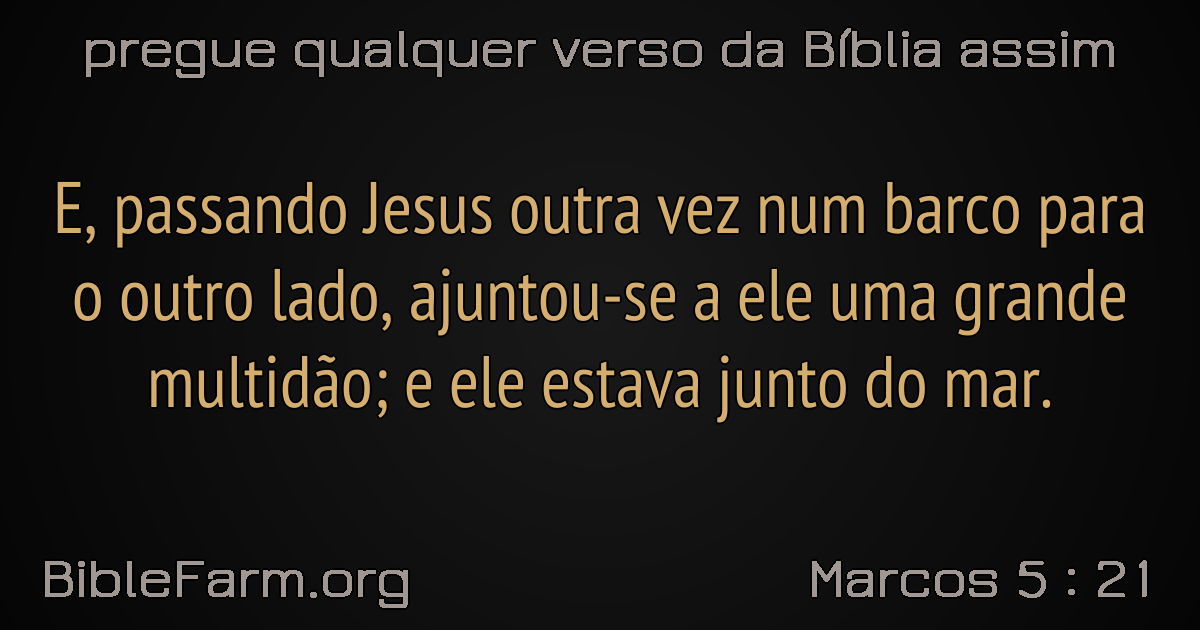 pregue qualquer verso da Bíblia assim
E, passando Jesus outra vez num barco para
o outro lado, ajuntou-se a ele uma grande
multidão; e ele estava junto do mar.
BibleFarm.org
Marcos 5 : 21